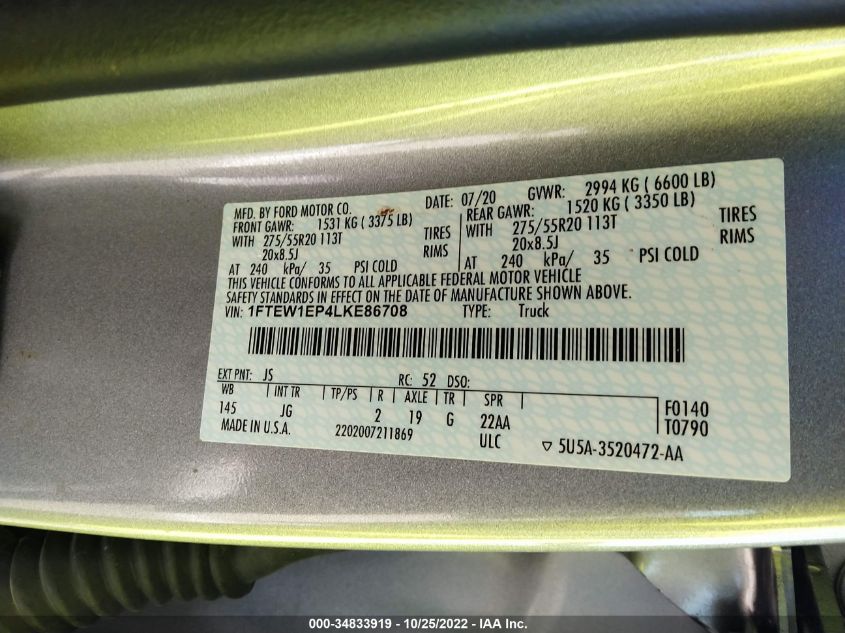 MFD. BY FORD MOTOR CO. DATE: 07/20 GVWR: 2994 KG ( 6600 LB)
FRONT GAWR: 1531 KG ( 3375 LB) REAR GAWR: 1520 KG ( 3350 LB)
WITH 275/55R20 113T TIRES WITH 275/55R20 113T TIRES
20x8.5J RIMS 20x8.5J RIMS
AT 240 kPa/ 35 PSI COLD AT 240 kPa/ 35 PSI COLD
THIS VEHICLE CONFORMS TO ALL APPLICABLE FEDERAL MOTOR VEHICLE
SAFETY STANDARDS IN EFFECT ON THE DATE OF MANUFACTURE SHOWN ABOVE.
VIN: 1FTEW1EP4LKE86708 TYPE: Truck
EXT PNT: JS RC: 52 DSO:
WB INT TR TP/PS R AXLE TR SPR
145 JG 2 19 G 22AA F0140
MADE IN U.S.A. 2202007211869 ULC T0790
▽ 5U5A-3520472-AA
000-34833919 - 10/25/2022 - IAA Inc.